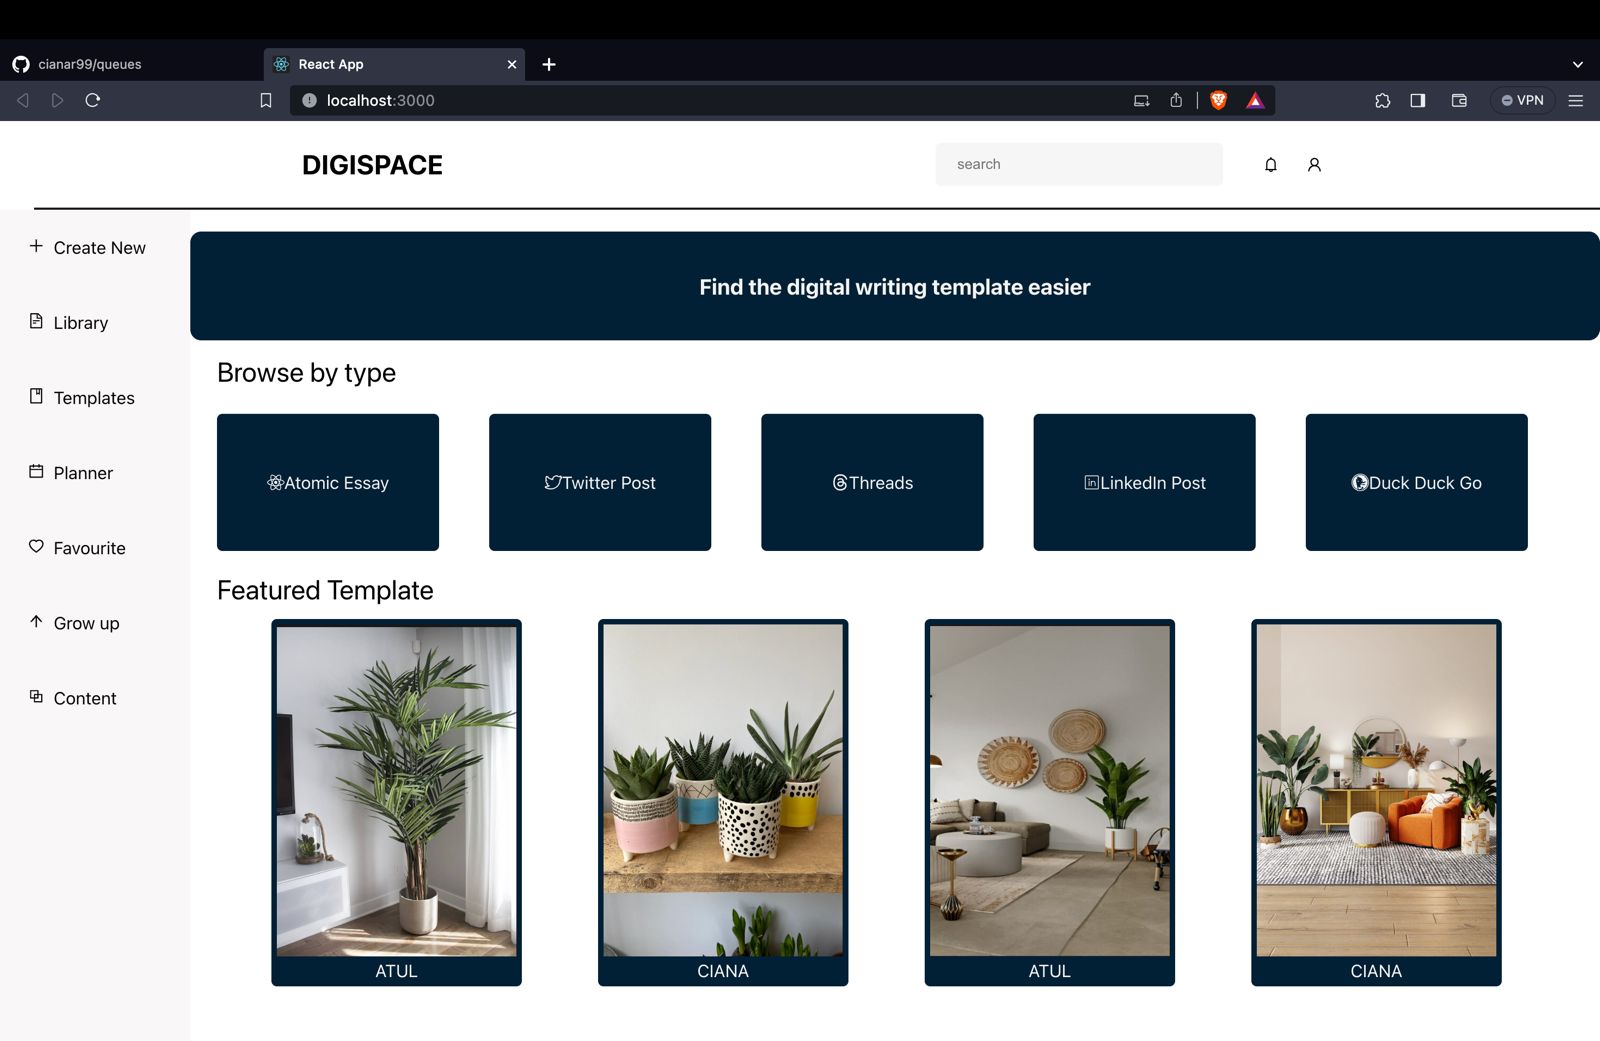 cianar99/queues
React App
localhost:3000
VPN
DIGISPACE
search
Create New
Library
Templates
Planner
Favourite
Grow up
Content
Find the digital writing template easier
Browse by type
Atomic Essay
Twitter Post
Threads
LinkedIn Post
Duck Duck Go
Featured Template
ATUL
CIANA
ATUL
CIANA